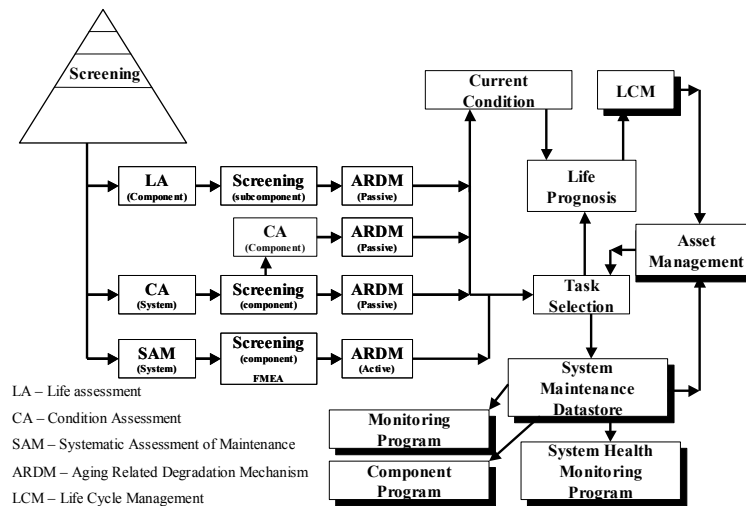 Screening
Current
Condition
LCM
Life
Prognosis
LA
(Component)
Screening
(subcomponent)
ARDM
(Passive)
CA
(Component)
ARDM
(Passive)
Asset
Management
CA
(System)
Screening
(component)
ARDM
(Passive)
Task
Selection
SAM
(System)
Screening
(component)
FMEA
ARDM
(Active)
System
Maintenance
Datastore
Monitoring
Program
Component
Program
System Health
Monitoring
Program
LA – Life assessment
CA – Condition Assessment
SAM – Systematic Assessment of Maintenance
ARDM – Aging Related Degradation Mechanism
LCM – Life Cycle Management